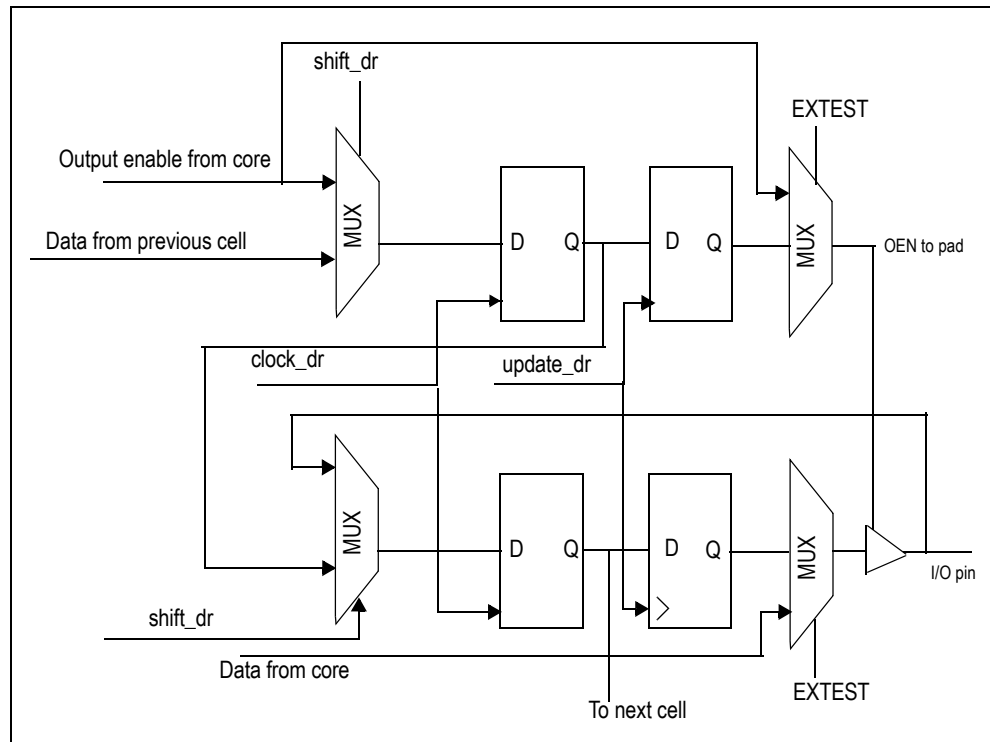 shift_dr
EXTEST
Output enable from core
MUX
MUX
Data from previous cell
D Q
D Q
OEN to pad
clock_dr
update_dr
MUX
MUX
D Q
D Q
I/O pin
shift_dr
Data from core
EXTEST
To next cell